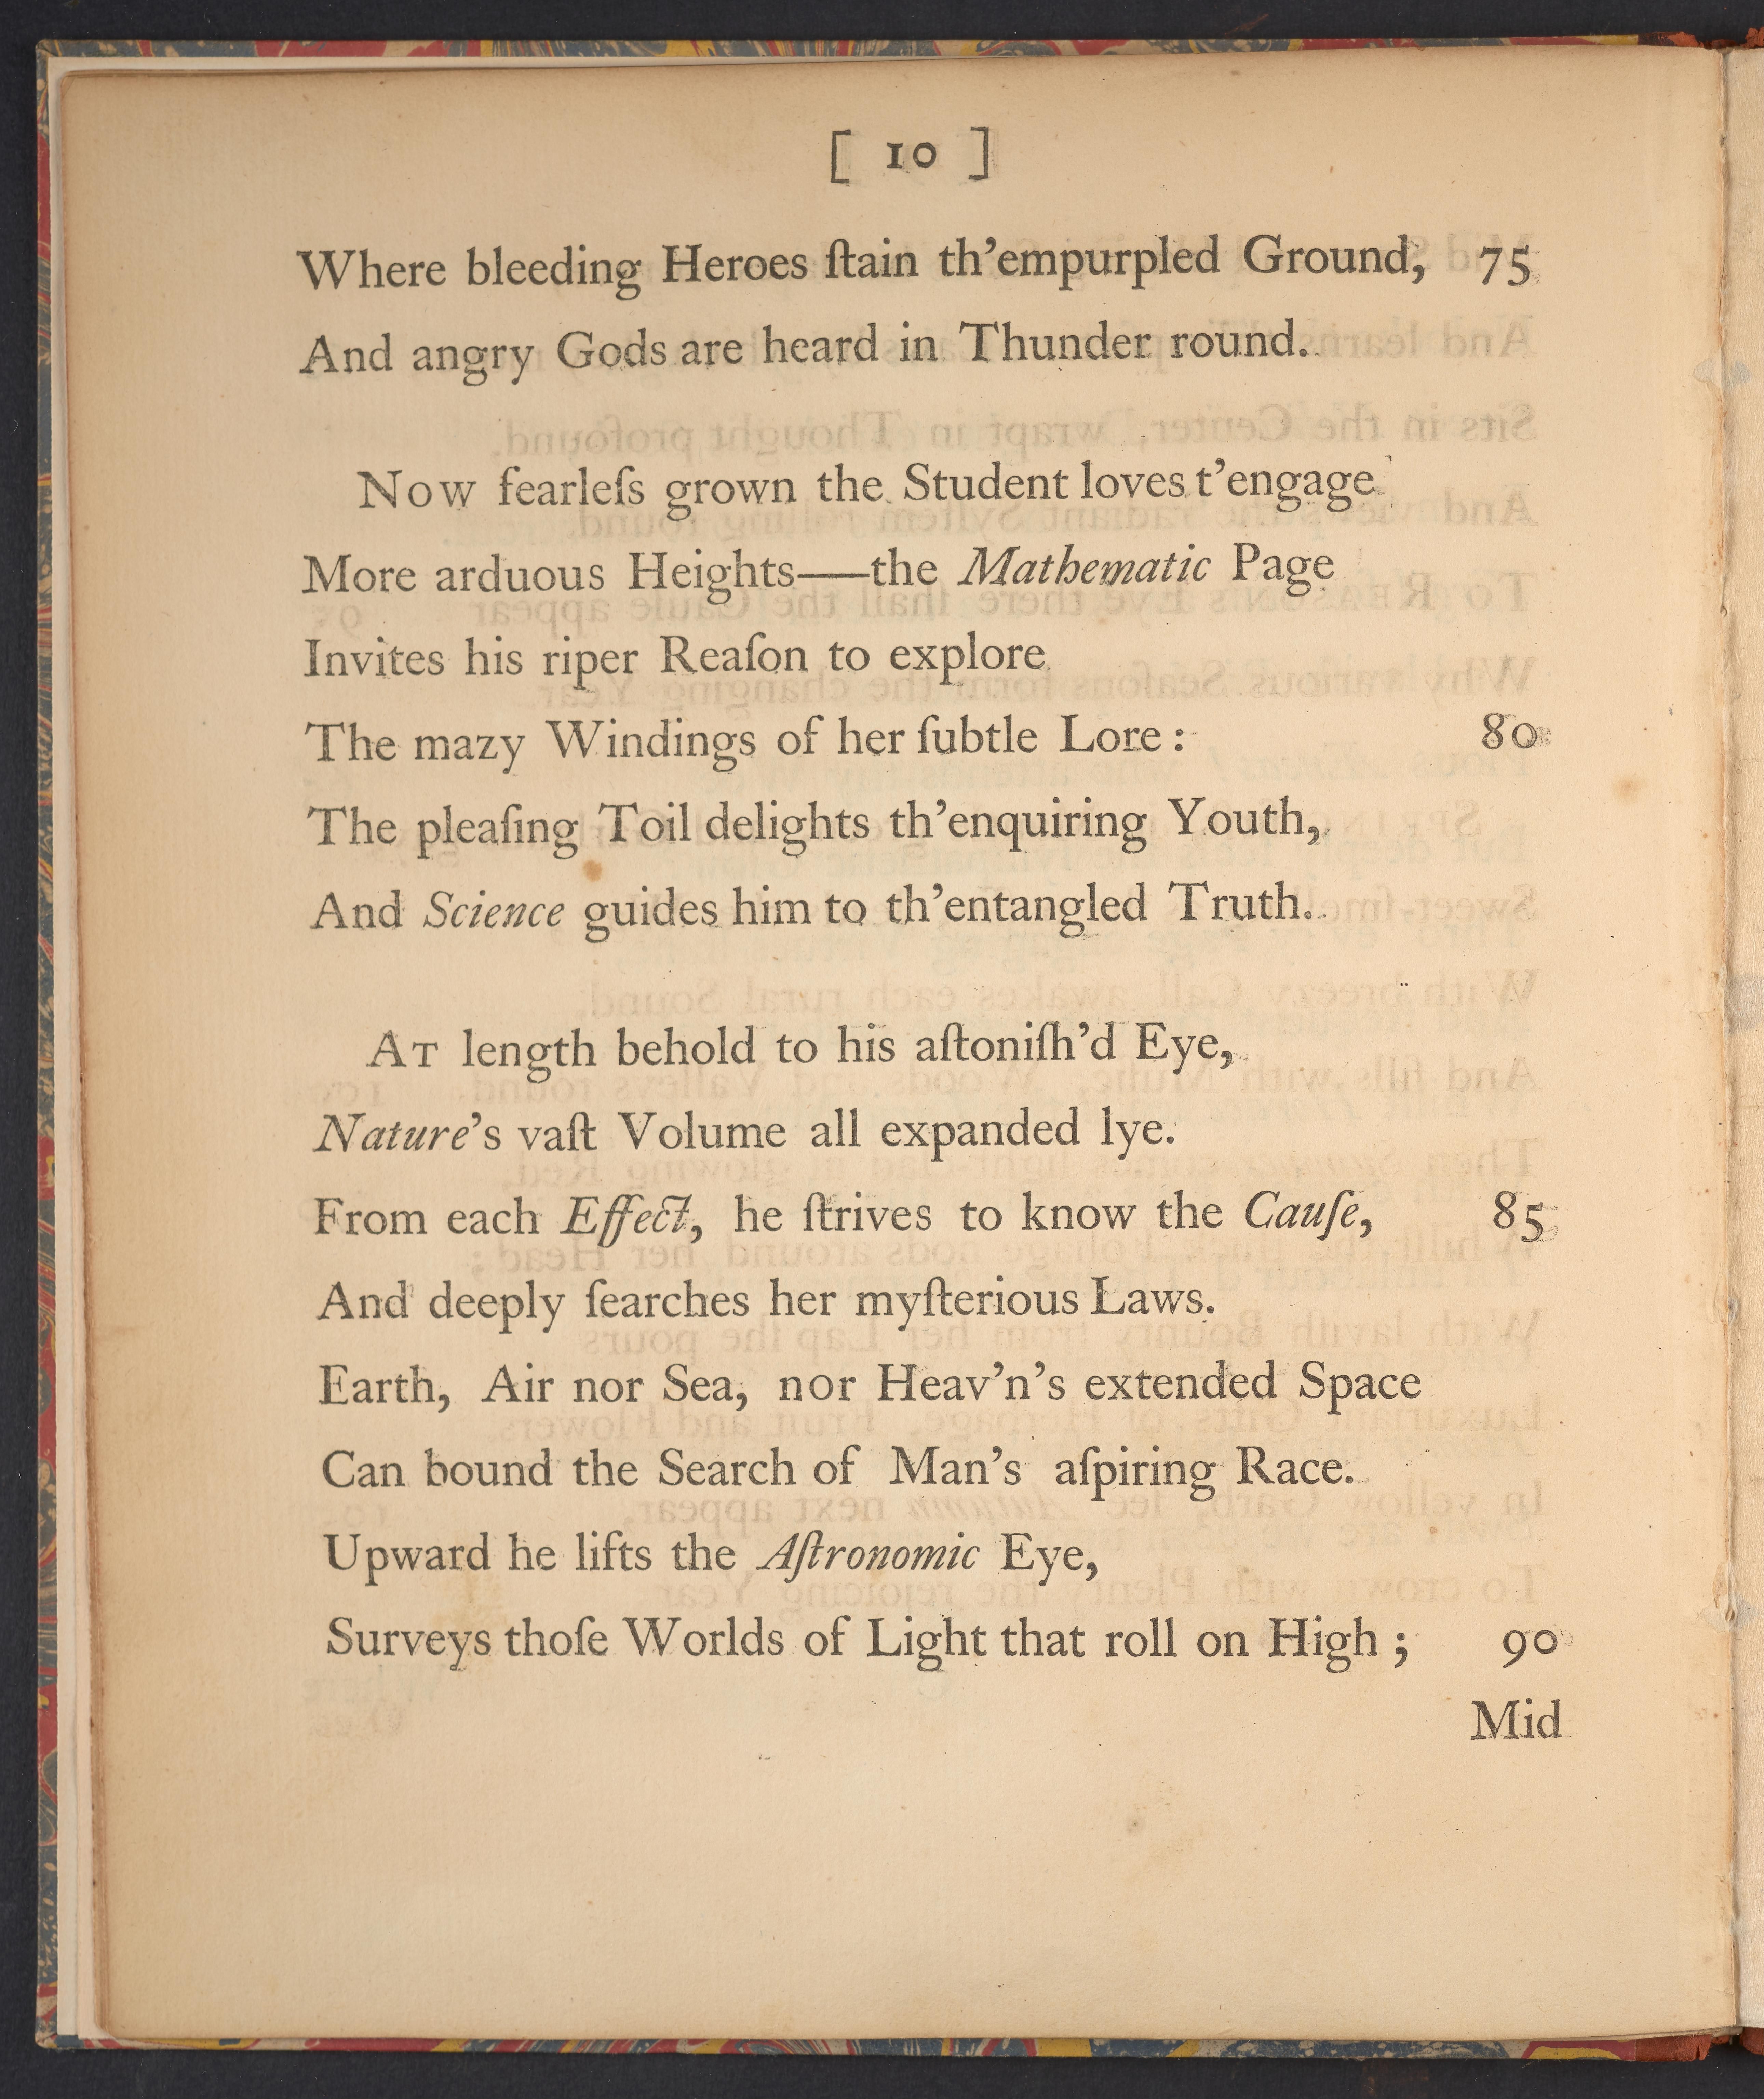 [ 10 ]
Where bleeding Heroes ſtain th’empurpled Ground, 75
And angry Gods are heard in Thunder round.
Now fearleſs grown the Student loves t’engage
More arduous Heights——the Mathematic Page
Invites his riper Reaſon to explore
The mazy Windings of her ſubtle Lore: 80
The pleaſing Toil delights th’enquiring Youth,
And Science guides him to th’entangled Truth.
At length behold to his aſtoniſh’d Eye,
Nature’s vaſt Volume all expanded lye.
From each Effect, he ſtrives to know the Cauſe, 85
And deeply ſearches her myſterious Laws.
Earth, Air nor Sea, nor Heav’n’s extended Space
Can bound the Search of Man’s aſpiring Race.
Upward he lifts the Aſtronomic Eye,
Surveys thoſe Worlds of Light that roll on High; 90
Mid